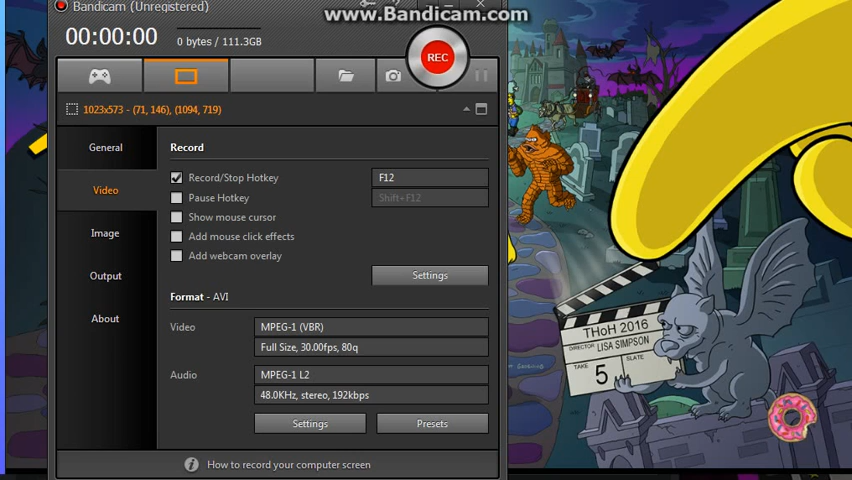 Bandicam (Unregistered)
www.Bandicam.com
00:00:00
0 bytes / 111.3GB
REC
1023x573 - (71, 146), (1094, 719)
General
Video
Image
Output
About
Record
Record/Stop Hotkey
F12
Pause Hotkey
Shift+F12
Show mouse cursor
Add mouse click effects
Add webcam overlay
Settings
Format - AVI
Video
MPEG-1 (VBR)
Full Size, 30.00fps, 80q
Audio
MPEG-1 L2
48.0KHz, stereo, 192kbps
Settings
Presets
How to record your computer screen
THoH 2016
DIRECTOR:
LISA SIMPSON
TAKE
5
SLATE